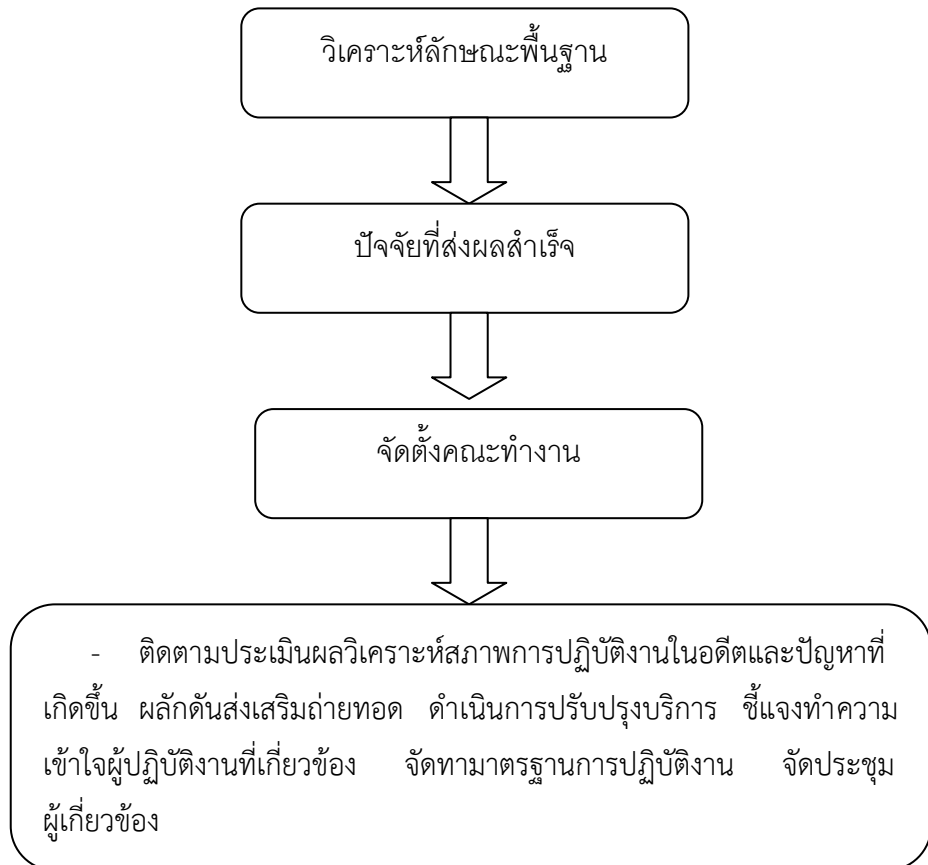 วิเคราะห์ลักษณะพื้นฐาน
ปัจจัยที่ส่งผลสำเร็จ
จัดตั้งคณะทำงาน
- ติดตามประเมินผลวิเคราะห์สภาพการปฏิบัติงานในอดีตและปัญหาที่
เกิดขึ้น ผลักดันส่งเสริมถ่ายทอด ดำเนินการปรับปรุงบริการ ชี้แจงทำความ
เข้าใจผู้ปฏิบัติงานที่เกี่ยวข้อง จัดทามาตรฐานการปฏิบัติงาน จัดประชุม
ผู้เกี่ยวข้อง